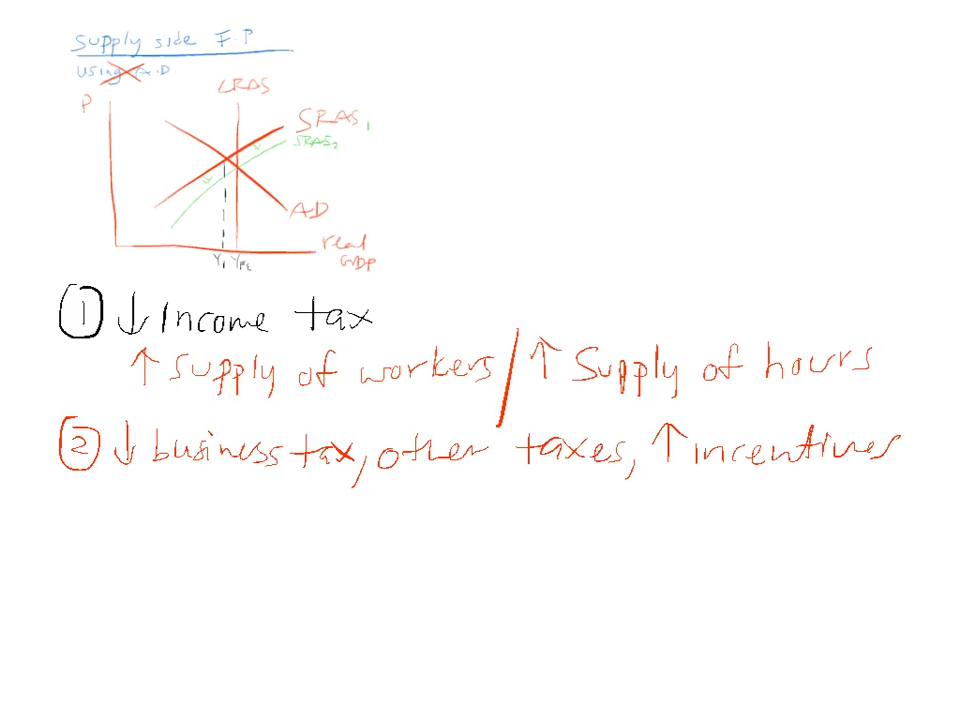 Supply side F.P
P
LRAS
SRAS1
SRAS2
AD
real
GDP
Y1 YFE
① ↓ Income tax
↑ Supply of workers / ↑ Supply of hours
② ↓ business tax, other taxes, ↑ incentives